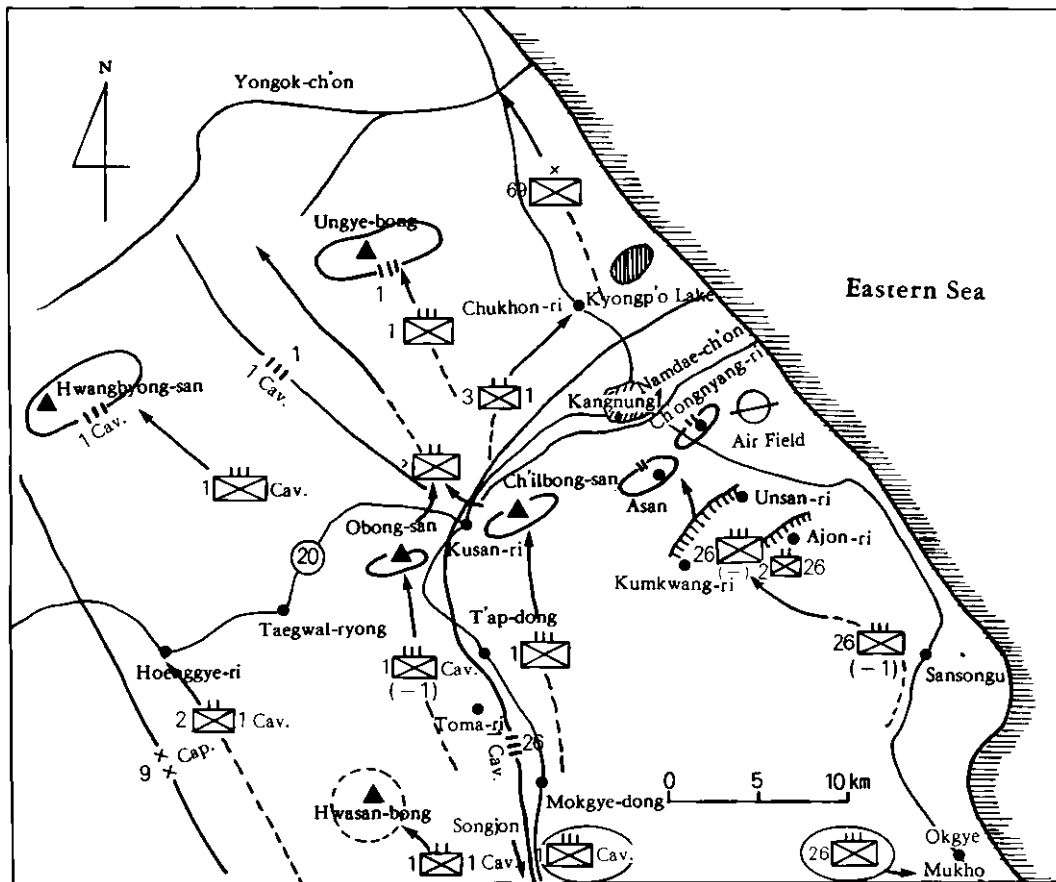 N
Yongok-ch'on
×
69
Ungye-bong
1
1
Chukhon-ri
Kyongp'o Lake
Eastern Sea
1
1 Cav.
Hwangbyong-san
1 Cav.
3 1
Namdae-ch'on
Kangnung
Chongnyang-ri
Air Field
1 Cav.
2
Ch'ilbong-san
Asan
Unsan-ri
Obong-san
Kusan-ri
Ajon-ri
20
26
(−)
2 26
Kumkwang-ri
Taegwal-ryong
T'ap-dong
Hoenggye-ri
1 Cav.
(−1)
1
26
(−1)
Sansongu
Toma-ri
2 1 Cav.
1 Cav.
26
9 ×× Cap.
0 5 10 km
Mokgye-dong
Hwasan-bong
Songjon
Okgye
1 1 Cav.
1 Cav.
26
Mukho